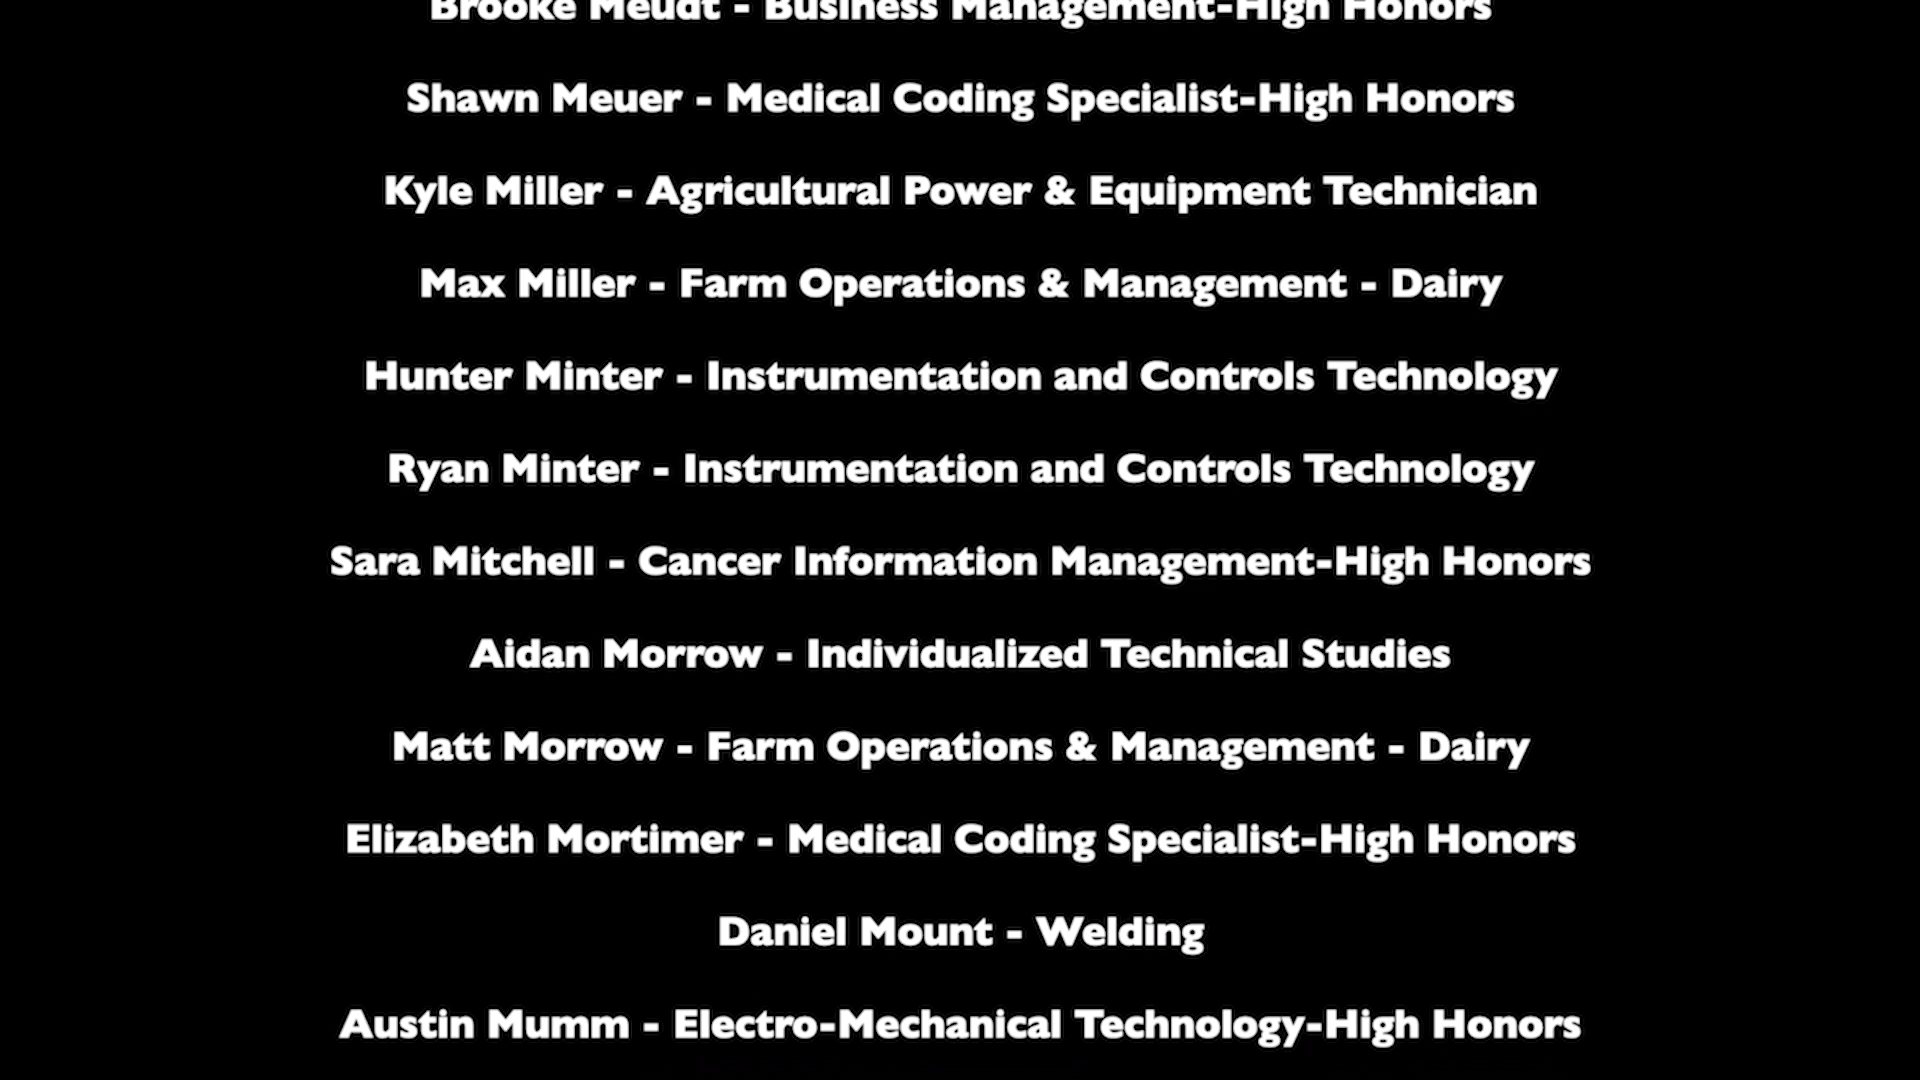 Brooke Meudt - Business Management-High Honors
Shawn Meuer - Medical Coding Specialist-High Honors
Kyle Miller - Agricultural Power & Equipment Technician
Max Miller - Farm Operations & Management - Dairy
Hunter Minter - Instrumentation and Controls Technology
Ryan Minter - Instrumentation and Controls Technology
Sara Mitchell - Cancer Information Management-High Honors
Aidan Morrow - Individualized Technical Studies
Matt Morrow - Farm Operations & Management - Dairy
Elizabeth Mortimer - Medical Coding Specialist-High Honors
Daniel Mount - Welding
Austin Mumm - Electro-Mechanical Technology-High Honors